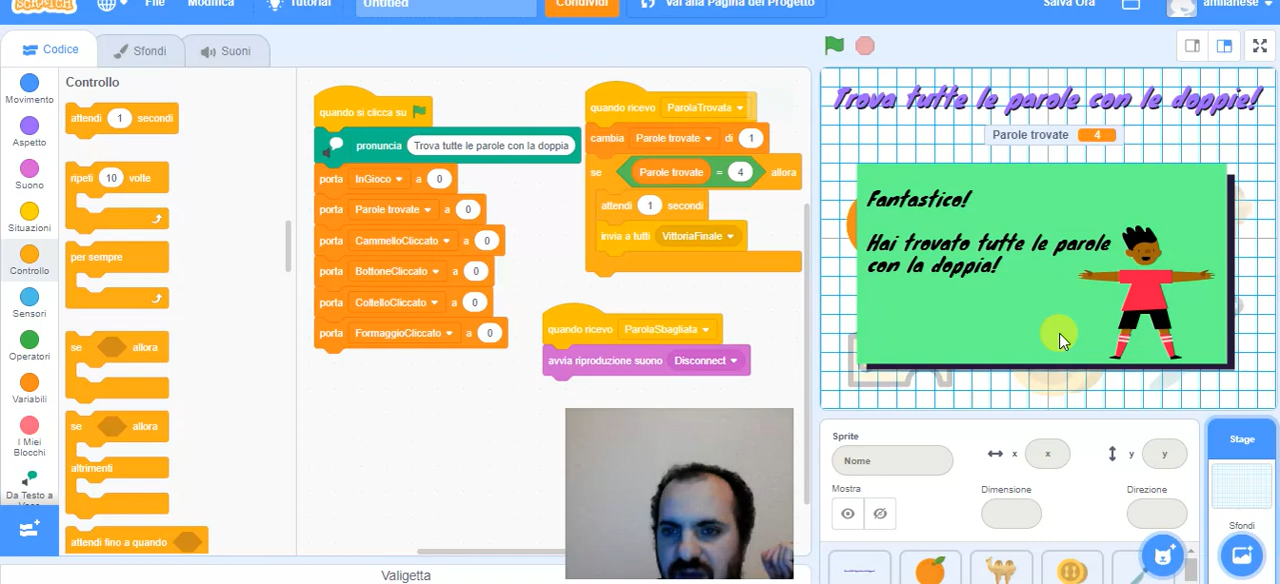 SCRATCH
File
Modifica
Tutorial
Untitled
Condividi
Vai alla Pagina del Progetto
Salva Ora
amilanese
Codice
Sfondi
Suoni
Movimento
Aspetto
Suono
Situazioni
Controllo
Sensori
Operatori
Variabili
I Miei
Blocchi
Da Testo a
Controllo
attendi 1 secondi
ripeti 10 volte
per sempre
se allora
se allora
altrimenti
attendi fino a quando
quando si clicca su
pronuncia Trova tutte le parole con la doppia
porta InGioco a 0
porta Parole trovate a 0
porta CammelloCliccato a 0
porta BottoneCliccato a 0
porta ColtelloCliccato a 0
porta FormaggioCliccato a 0
quando ricevo ParolaTrovata
cambia Parole trovate di 1
se Parole trovate = 4 allora
attendi 1 secondi
invia a tutti VittoriaFinale
quando ricevo ParolaSbagliata
avvia riproduzione suono Disconnect
Valigetta
Trova tutte le parole con le doppie!
Parole trovate 4
Fantastico!
Hai trovato tutte le parole
con la doppia!
Sprite
Nome
x x
y y
Mostra
Dimensione
Direzione
Stage
Sfondi